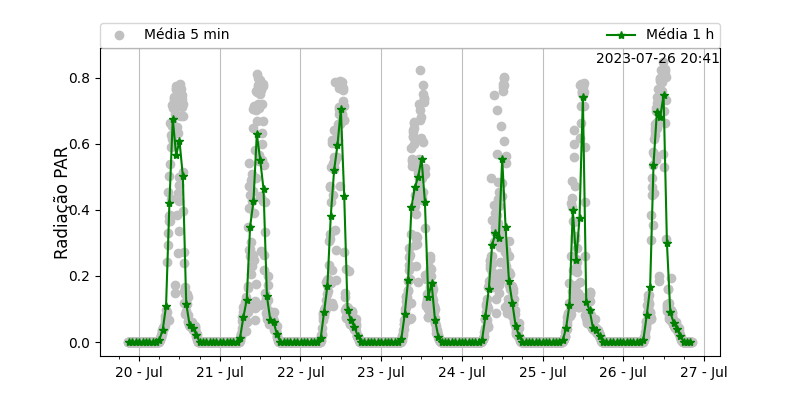 Média 5 min
Média 1 h
2023-07-26 20:41
Radiação PAR
0.8
0.6
0.4
0.2
0.0
20 - Jul
21 - Jul
22 - Jul
23 - Jul
24 - Jul
25 - Jul
26 - Jul
27 - Jul